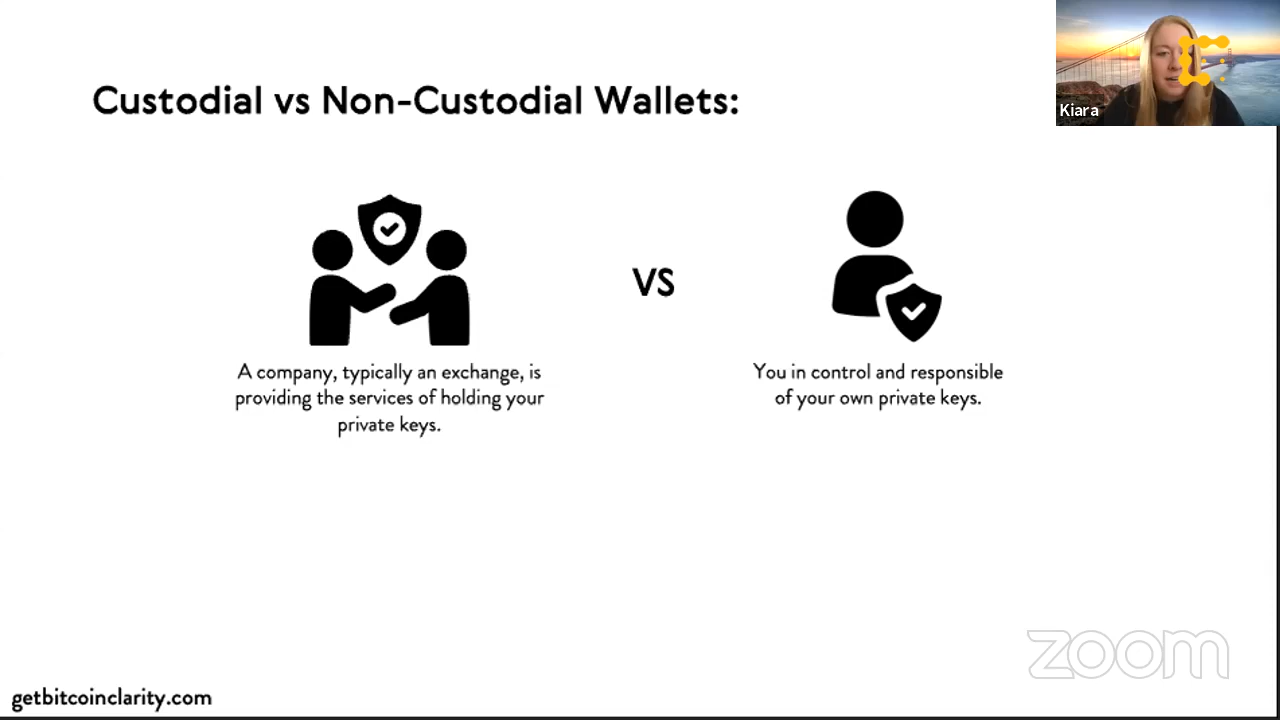 Custodial vs Non-Custodial Wallets:
Kiara
VS
A company, typically an exchange, is
providing the services of holding your
private keys.
You in control and responsible
of your own private keys.
zoom
getbitcoinclarity.com